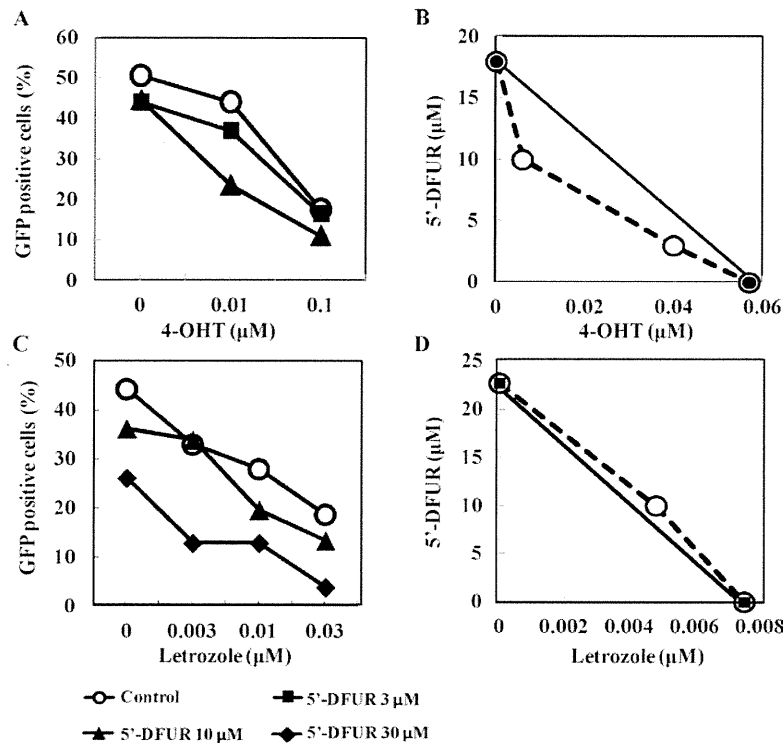 A
GFP positive cells (%)
60
50
40
30
20
10
0
0 0.01 0.1
4-OHT (μM)
B
5'-DFUR (μM)
20
15
10
5
0
0 0.02 0.04 0.06
4-OHT (μM)
C
GFP positive cells (%)
50
40
30
20
10
0
0 0.003 0.01 0.03
Letrozole (μM)
D
5'-DFUR (μM)
25
20
15
10
5
0
0 0.002 0.004 0.006 0.008
Letrozole (μM)
Control
5'-DFUR 3 μM
5'-DFUR 10 μM
5'-DFUR 30 μM